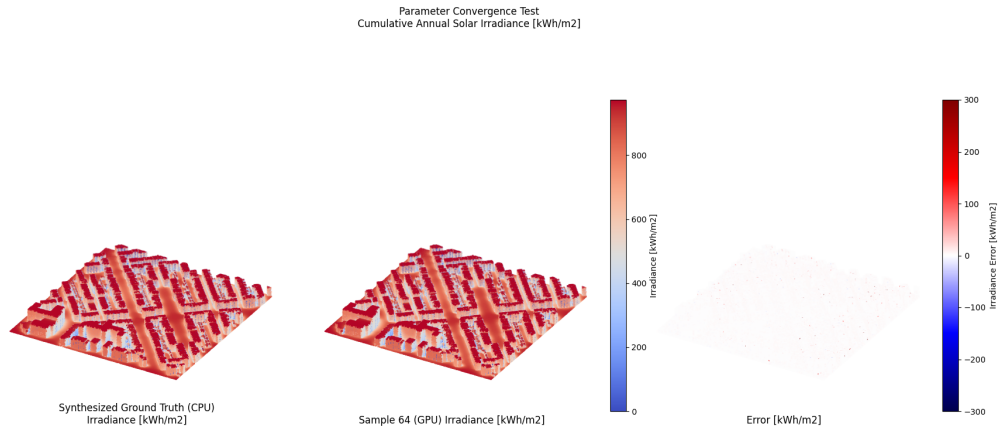 Parameter Convergence Test
Cumulative Annual Solar Irradiance [kWh/m2]
800
600
400
200
0
Irradiance [kWh/m2]
300
200
100
0
−100
−200
−300
Irradiance Error [kWh/m2]
Synthesized Ground Truth (CPU)
Irradiance [kWh/m2]
Sample 64 (GPU) Irradiance [kWh/m2]
Error [kWh/m2]